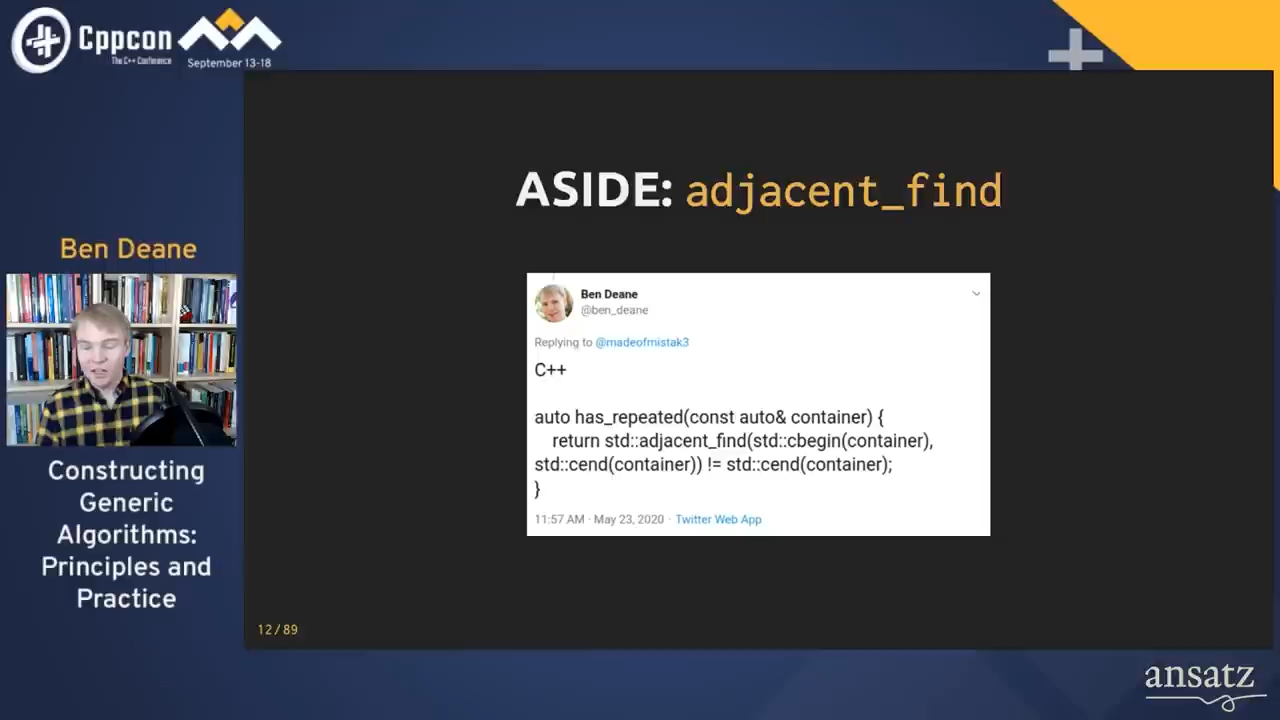 Cppcon
The C++ Conference
September 13-18
ASIDE: adjacent_find
Ben Deane
Ben Deane
@ben_deane
Replying to @madeofmistak3
C++
auto has_repeated(const auto& container) {
return std::adjacent_find(std::cbegin(container),
std::cend(container)) != std::cend(container);
}
11:57 AM · May 23, 2020 · Twitter Web App
Constructing
Generic
Algorithms:
Principles and
Practice
12/89
ansatz